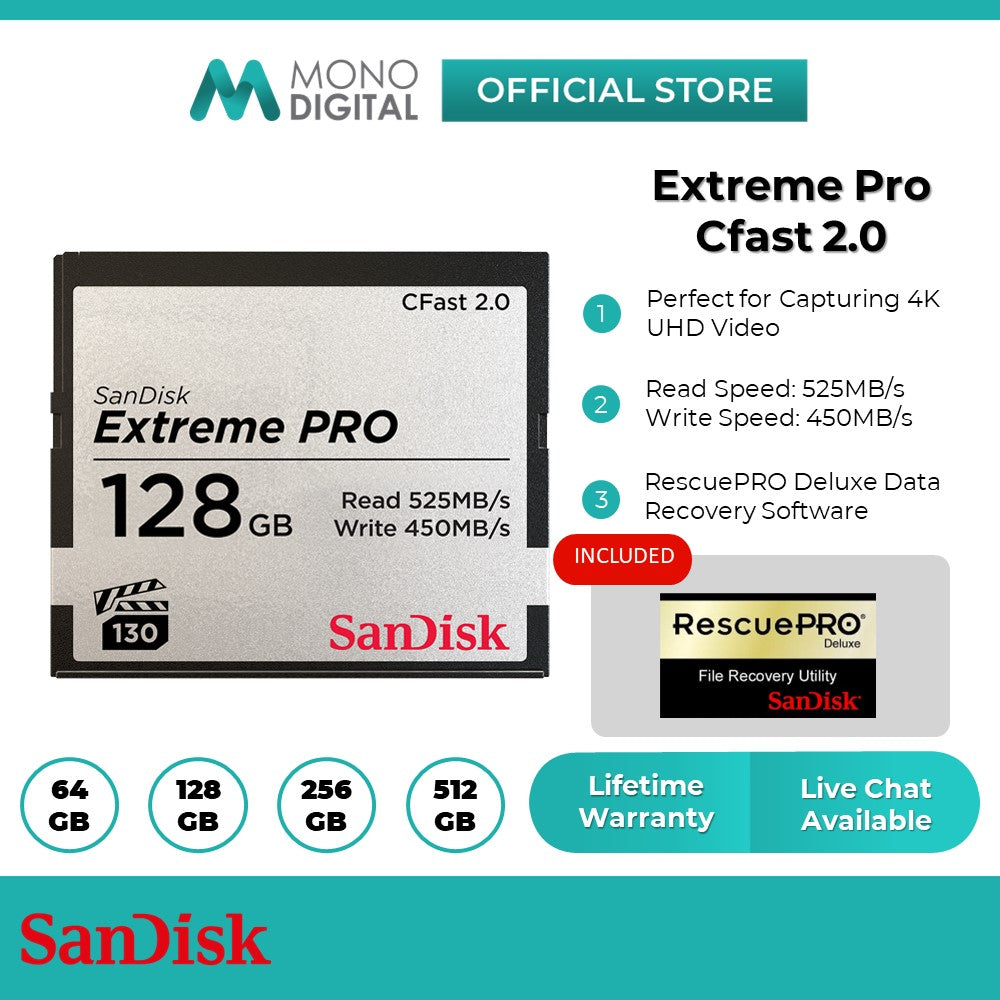 MONO
DIGITAL
OFFICIAL STORE
Extreme Pro
Cfast 2.0
CFast 2.0
SanDisk
Extreme PRO
128 GB
Read 525MB/s
Write 450MB/s
130
SanDisk
1
Perfect for Capturing 4K
UHD Video
2
Read Speed: 525MB/s
Write Speed: 450MB/s
3
RescuePRO Deluxe Data
Recovery Software
INCLUDED
RescuePRO®
Deluxe
File Recovery Utility
SanDisk®
64
GB
128
GB
256
GB
512
GB
Lifetime
Warranty
Live Chat
Available
SanDisk